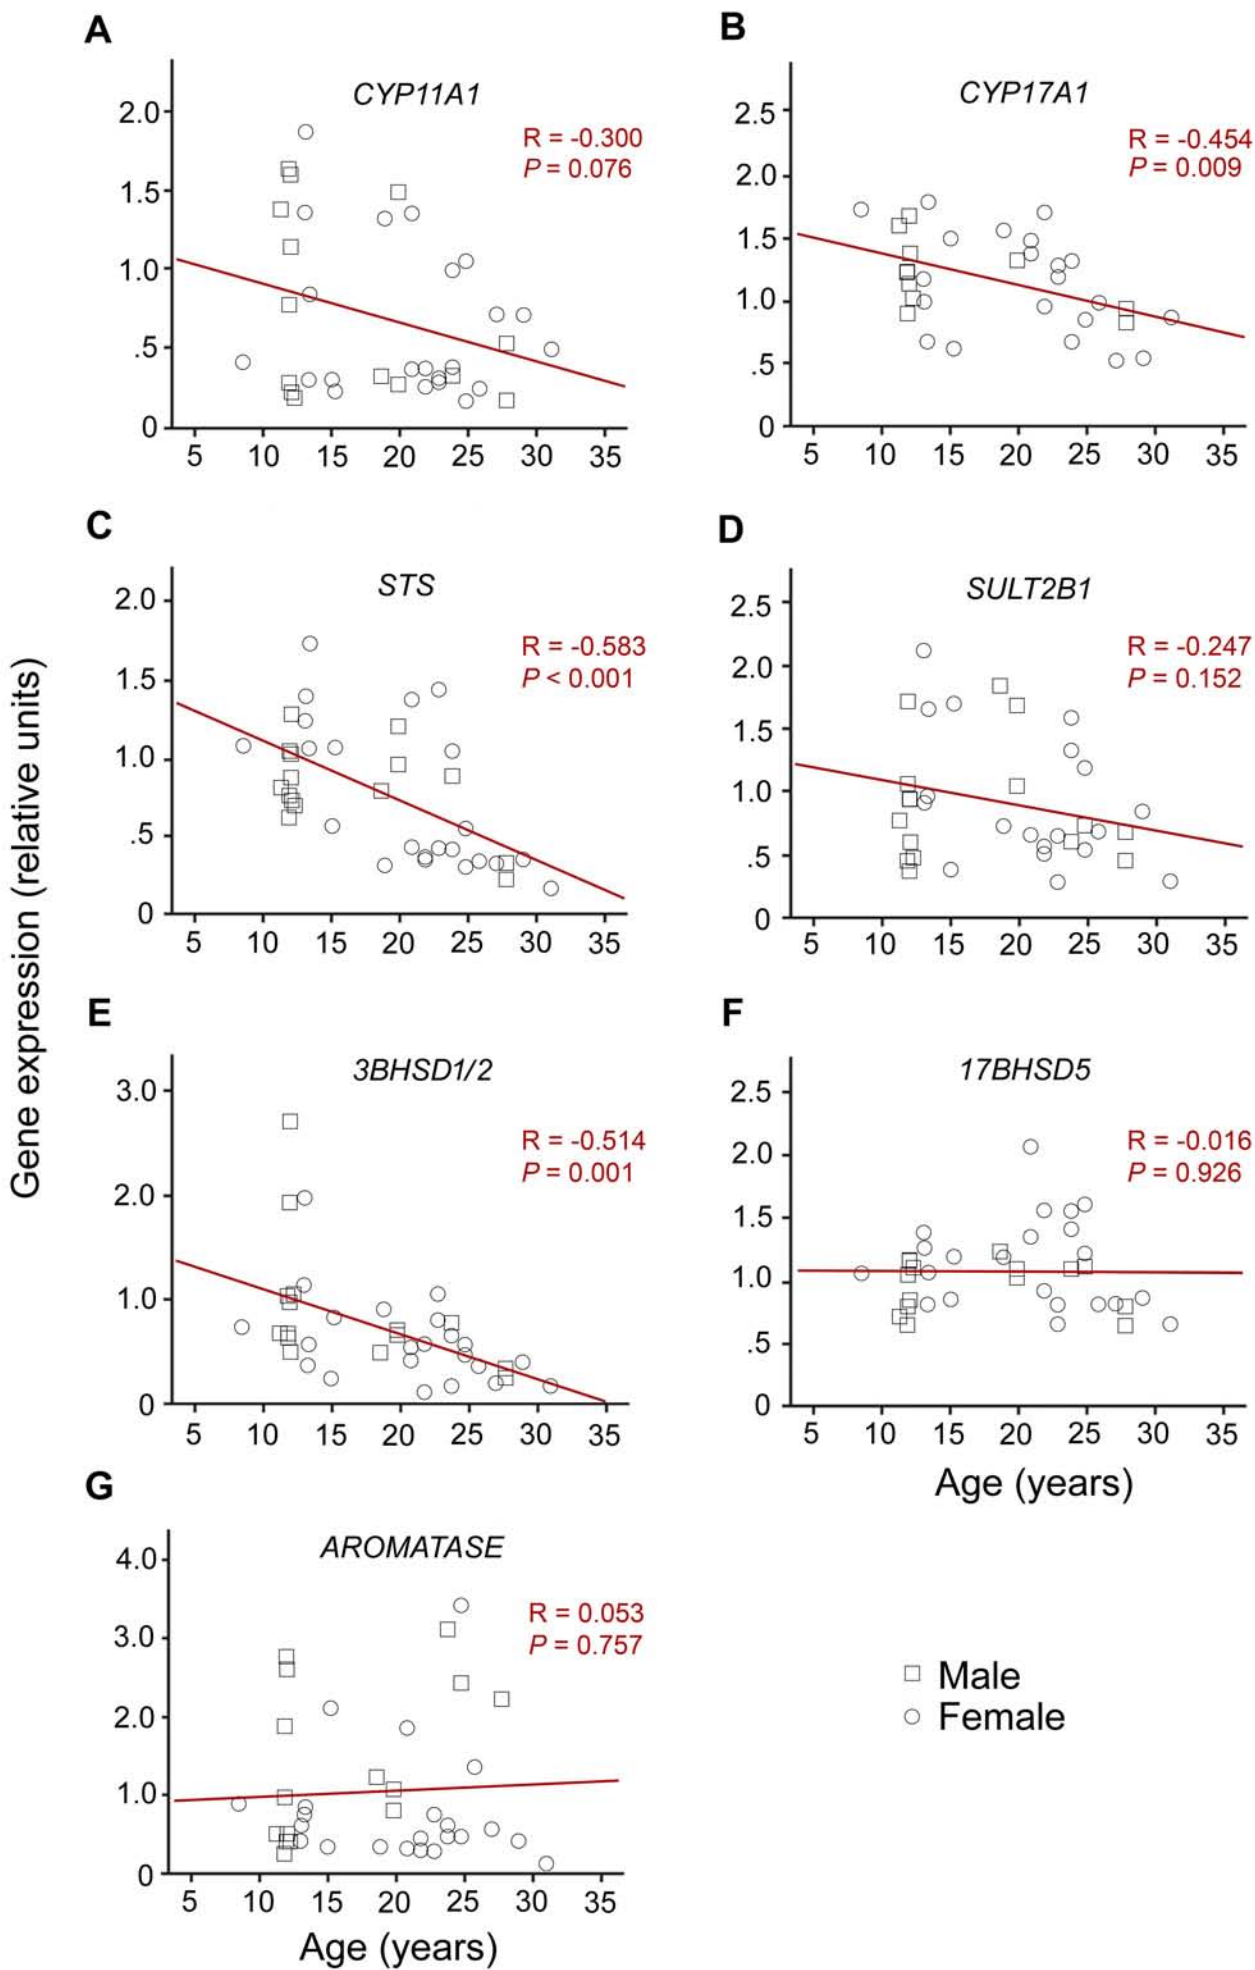 A
CYP11A1
R = -0.300
P = 0.076
2.0
1.5
1.0
.5
0
5 10 15 20 25 30 35
B
CYP17A1
R = -0.454
P = 0.009
2.5
2.0
1.5
1.0
.5
0
5 10 15 20 25 30 35
C
STS
R = -0.583
P < 0.001
2.0
1.5
1.0
.5
0
5 10 15 20 25 30 35
D
SULT2B1
R = -0.247
P = 0.152
2.5
2.0
1.5
1.0
.5
0
5 10 15 20 25 30 35
Gene expression (relative units)
E
3BHSD1/2
R = -0.514
P = 0.001
3.0
2.0
1.0
0
5 10 15 20 25 30 35
F
17BHSD5
R = -0.016
P = 0.926
2.5
2.0
1.5
1.0
.5
0
5 10 15 20 25 30 35
Age (years)
G
AROMATASE
R = 0.053
P = 0.757
4.0
3.0
2.0
1.0
0
5 10 15 20 25 30 35
Age (years)
Male
Female